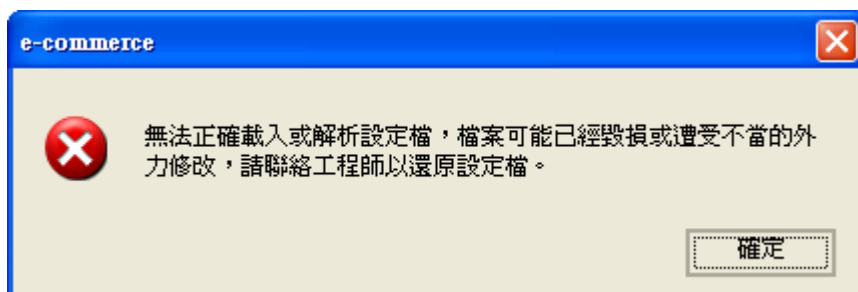 e-commerce
無法正確載入或解析設定檔，檔案可能已經毀損或遭受不當的外
力修改，請聯絡工程師以還原設定檔。
確定